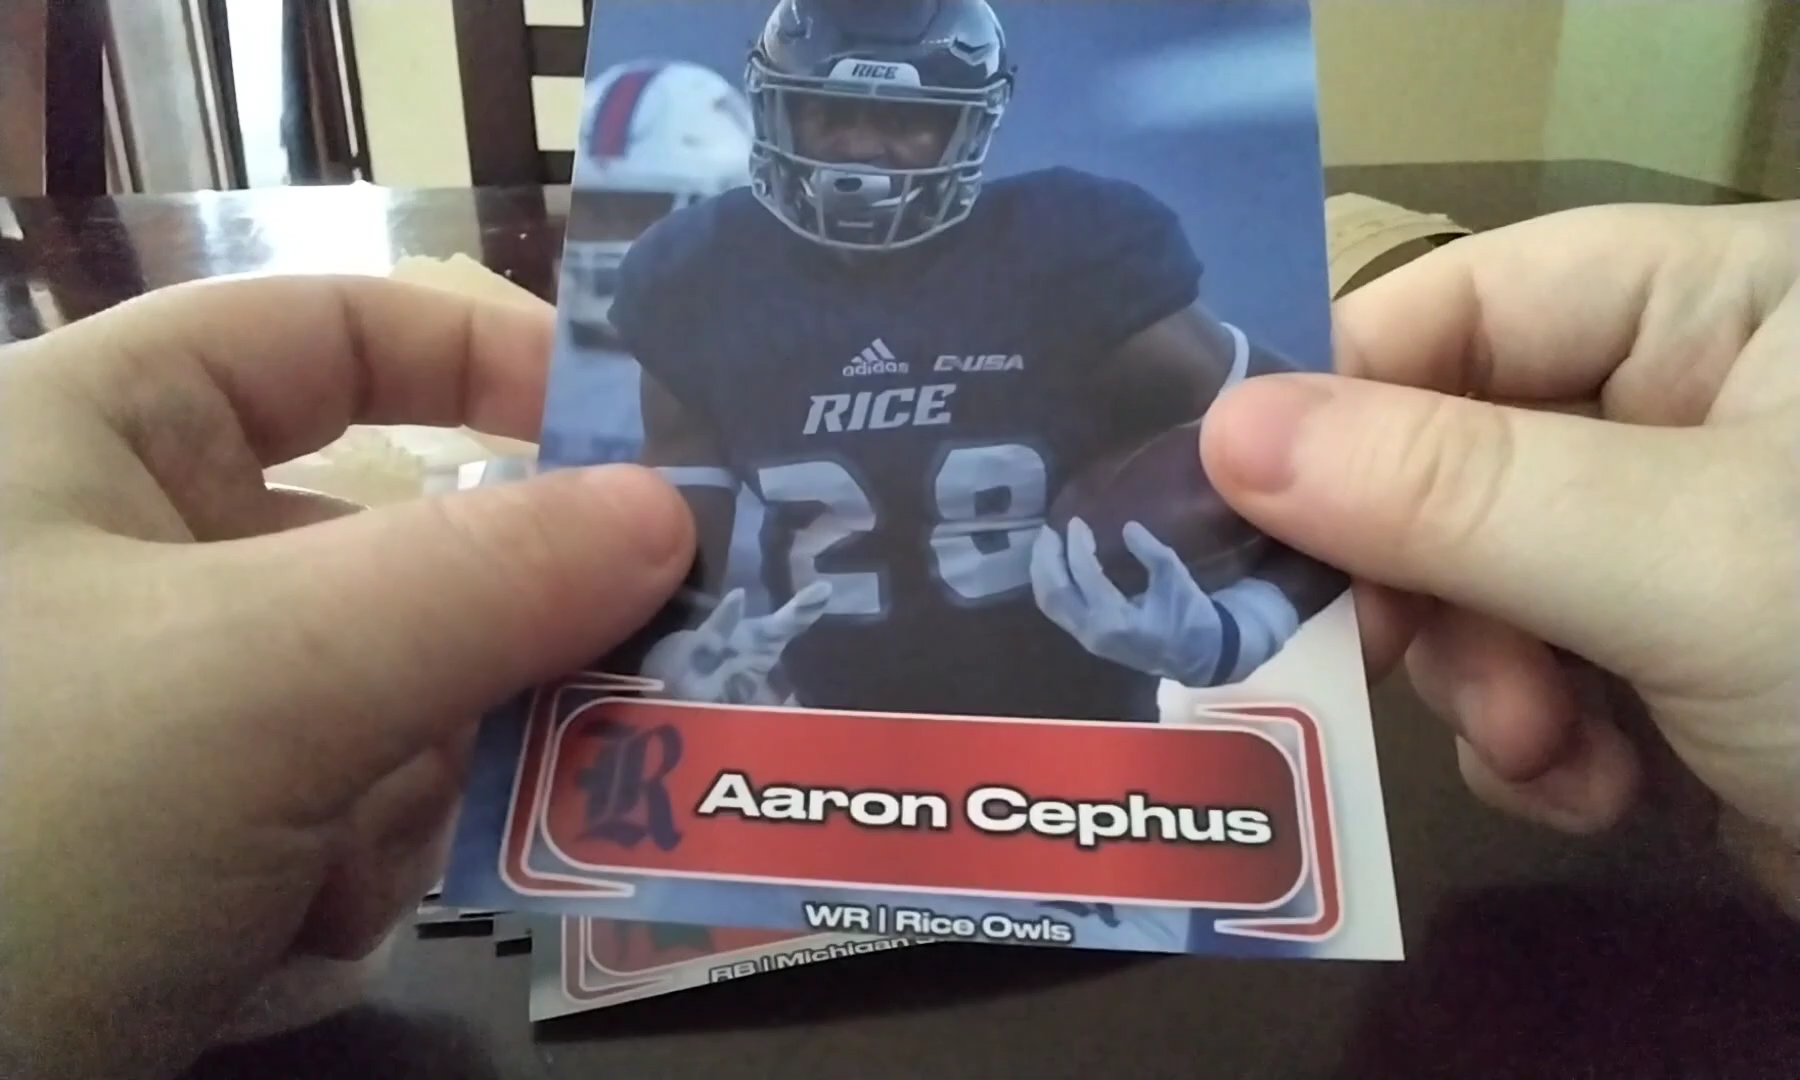 RICE
adidas
C-USA
RICE
28
R
Aaron Cephus
WR | Rice Owls
RB | Michigan